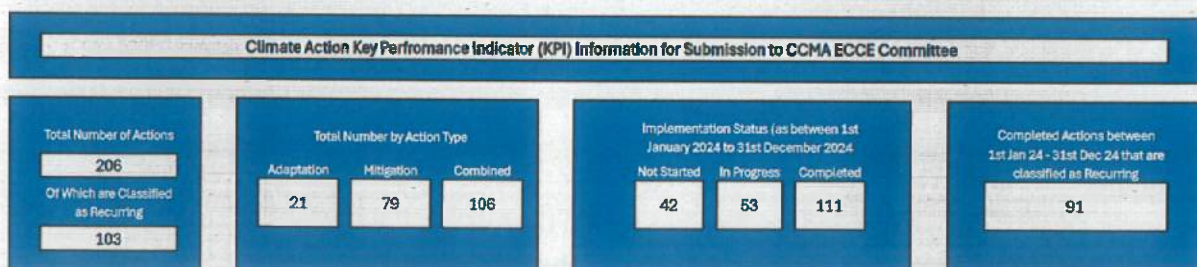 Climate Action Key Perfromance Indicator (KPI) Information for Submission to CCMA ECCE Committee
Total Number of Actions
206
Of Which are Classified
as Recurring
103
Total Number by Action Type
Adaptation Mitigation Combined
21 79 106
Implementation Status (as between 1st
January 2024 to 31st December 2024
Not Started In Progress Completed
42 53 111
Completed Actions between
1st Jan 24 - 31st Dec 24 that are
classified as Recurring
91